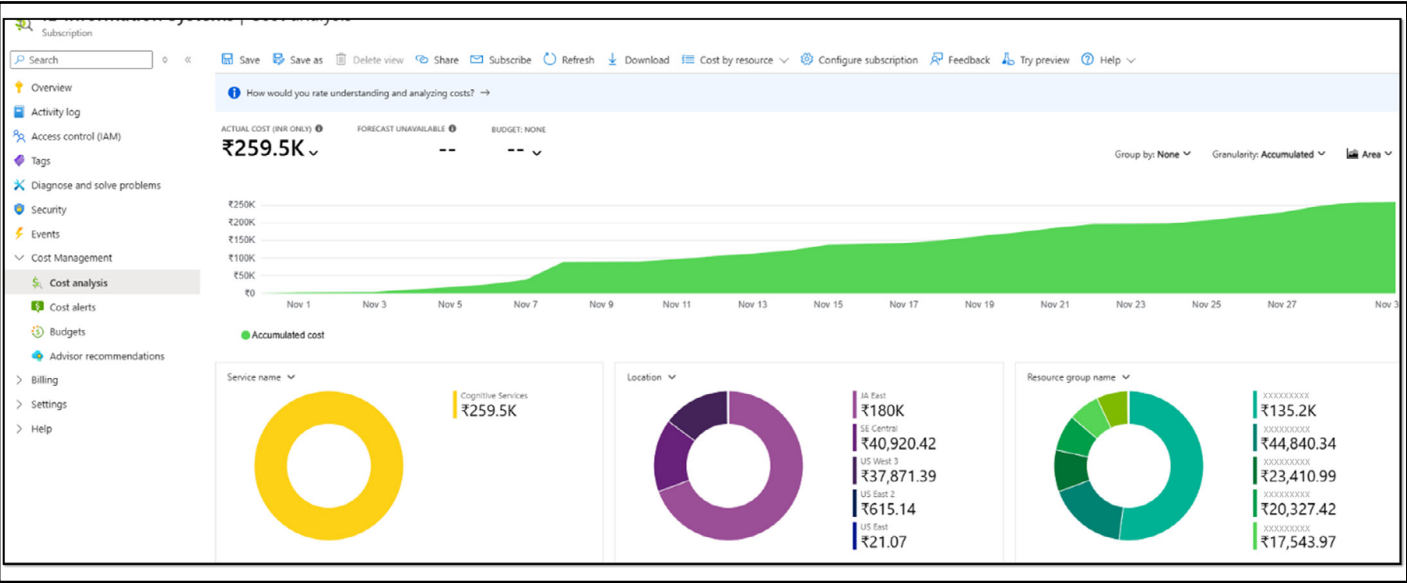 Subscription
Search
Save Save as Delete view Share Subscribe Refresh Download Cost by resource Configure subscription Feedback Try preview Help
Overview
Activity log
Access control (IAM)
Tags
Diagnose and solve problems
Security
Events
Cost Management
Cost analysis
Cost alerts
Budgets
Advisor recommendations
Billing
Settings
Help
How would you rate understanding and analyzing costs? →
ACTUAL COST (INR ONLY) FORECAST UNAVAILABLE BUDGET: NONE
₹259.5K -- --
Group by: None Granularity: Accumulated Area
₹250K
₹200K
₹150K
₹100K
₹50K
₹0
Nov 1 Nov 3 Nov 5 Nov 7 Nov 9 Nov 11 Nov 13 Nov 15 Nov 17 Nov 19 Nov 21 Nov 23 Nov 25 Nov 27 Nov 3
Accumulated cost
Service name
Cognitive Services
₹259.5K
Location
JA East
₹180K
SE Central
₹40,920.42
US West 3
₹37,871.39
US East 2
₹615.14
US East
₹21.07
Resource group name
XXXXXXXXX
₹135.2K
XXXXXXXXX
₹44,840.34
XXXXXXXXX
₹23,410.99
XXXXXXXXX
₹20,327.42
XXXXXXXXX
₹17,543.97